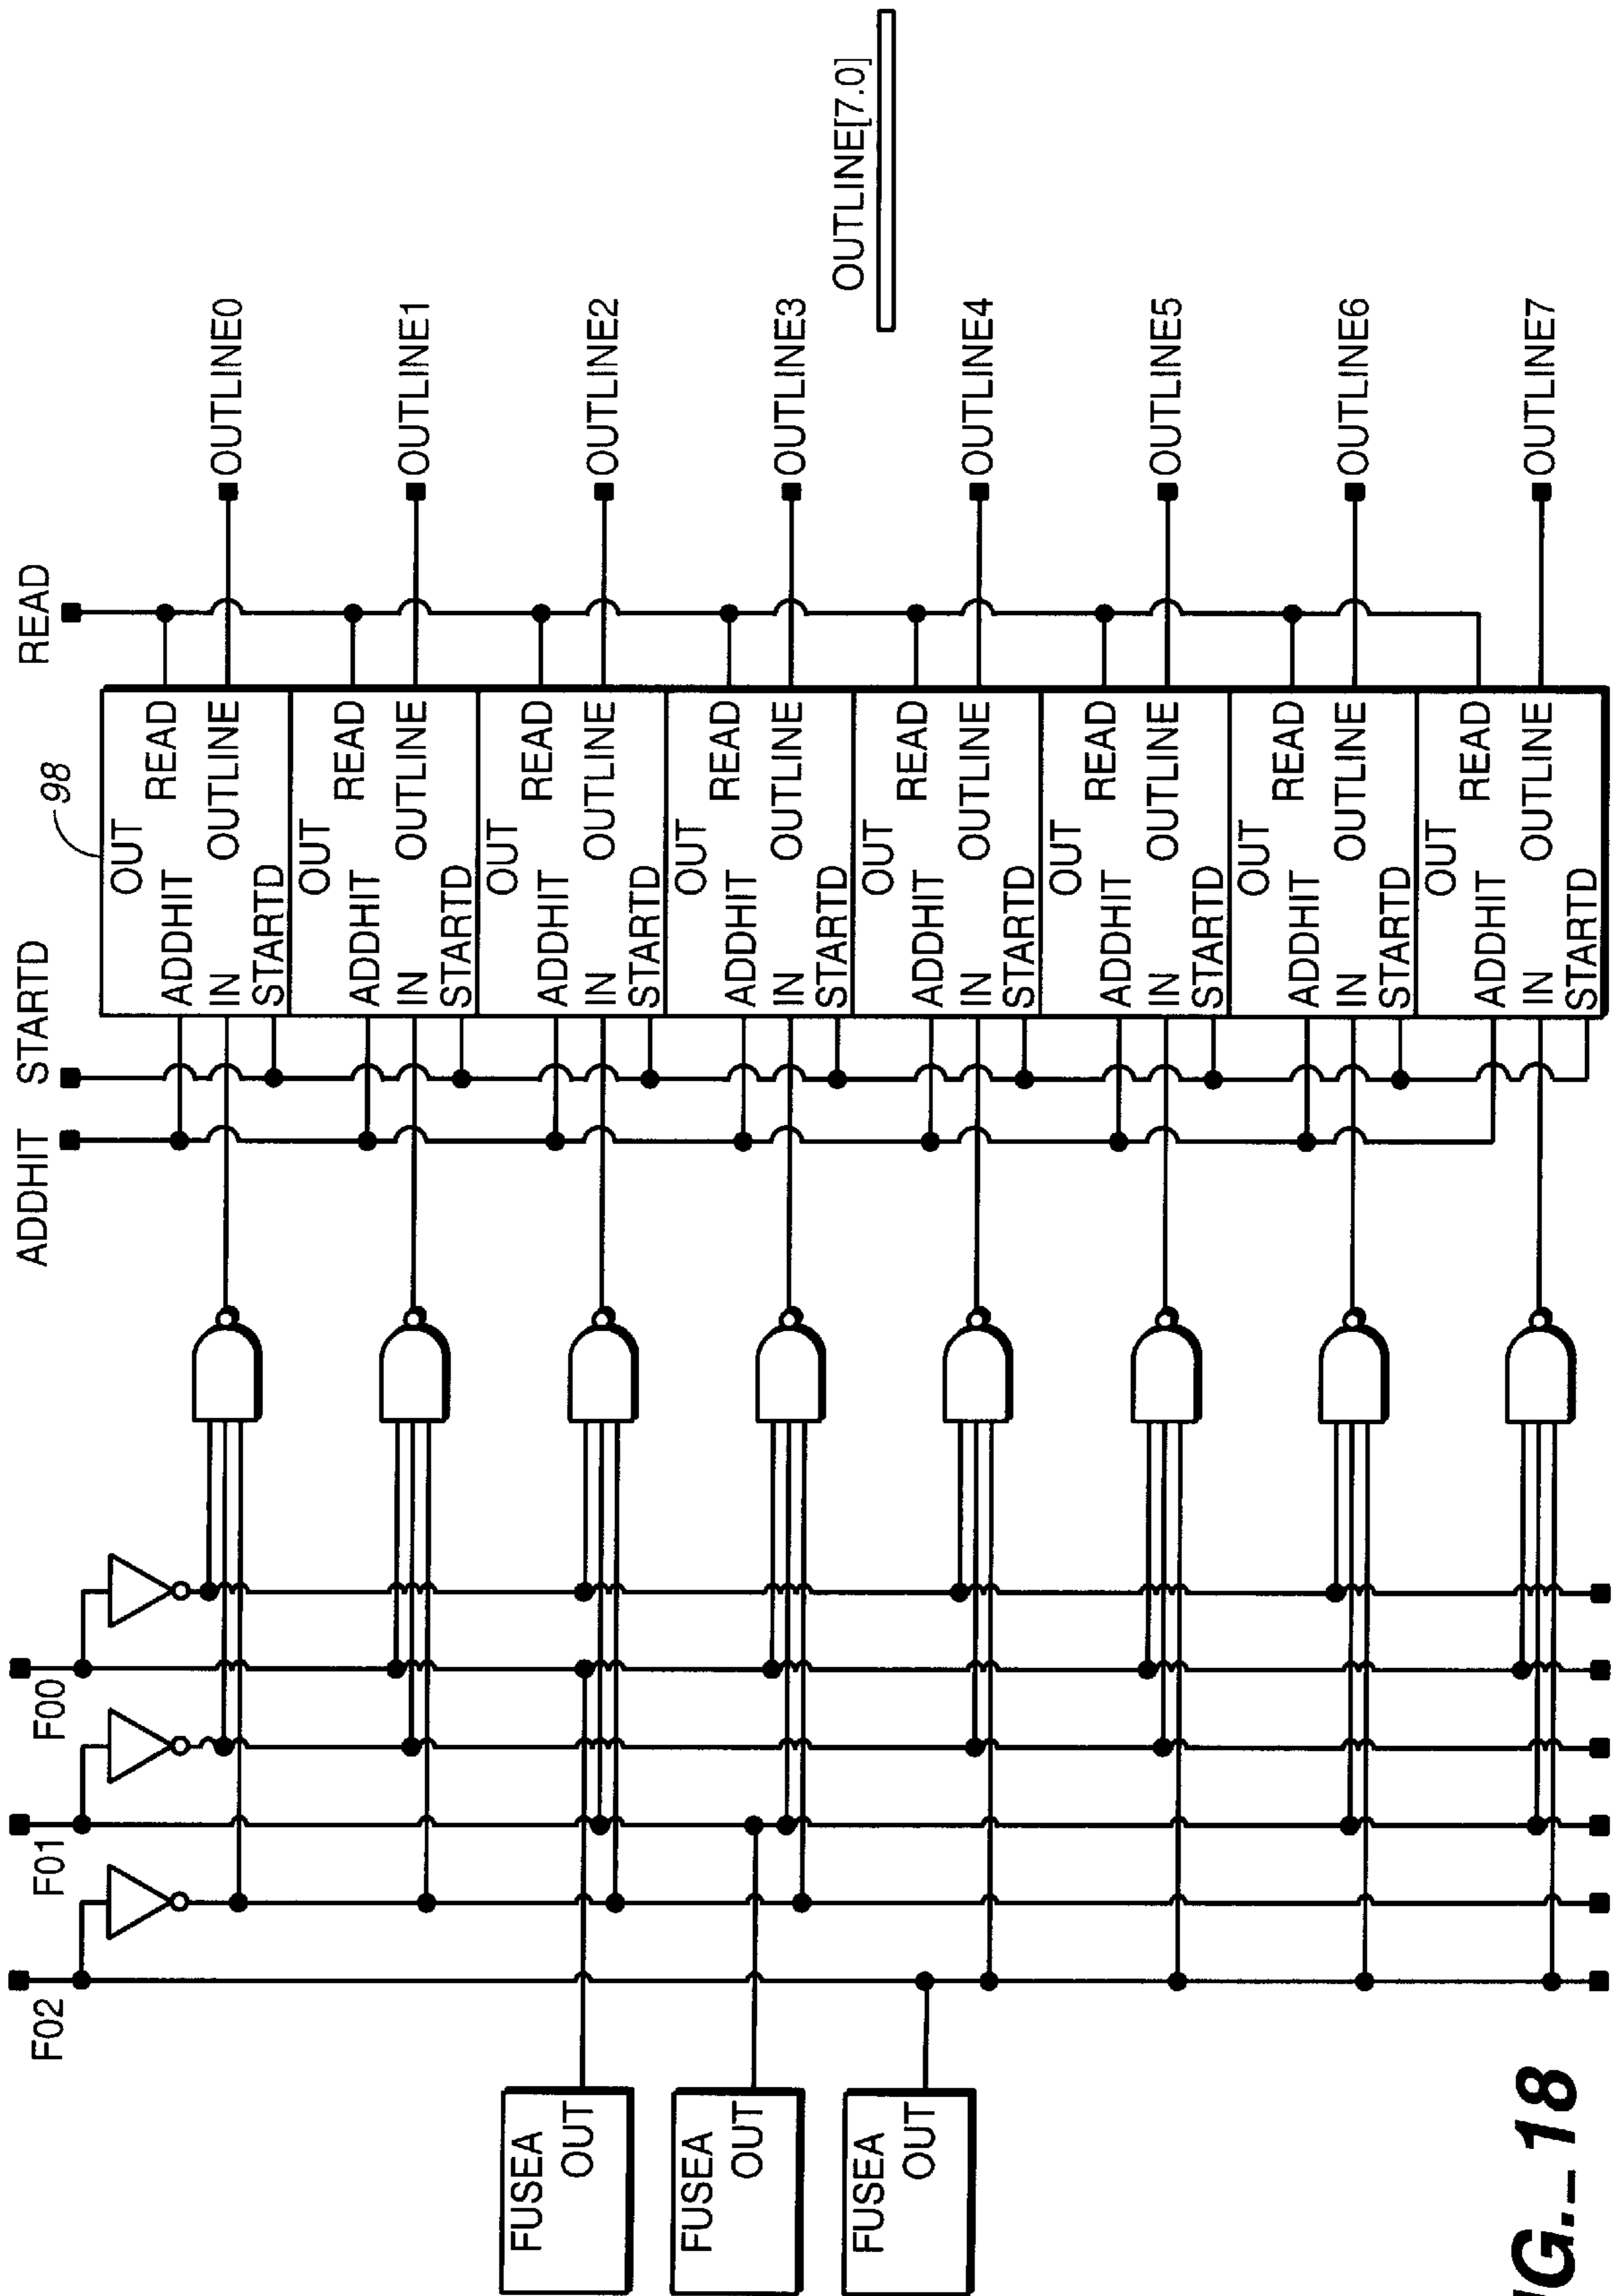 F02
F01
F00
ADDHIT
STARTD
READ
98
FUSEA
OUT
FUSEA
OUT
FUSEA
OUT
OUT
ADDHIT READ
IN OUTLINE
STARTD
OUT
ADDHIT READ
IN OUTLINE
STARTD
OUT
ADDHIT READ
IN OUTLINE
STARTD
OUT
ADDHIT READ
IN OUTLINE
STARTD
OUT
ADDHIT READ
IN OUTLINE
STARTD
OUT
ADDHIT READ
IN OUTLINE
STARTD
OUT
ADDHIT READ
IN OUTLINE
STARTD
OUT
ADDHIT READ
IN OUTLINE
STARTD
OUTLINE0
OUTLINE1
OUTLINE2
OUTLINE3
OUTLINE4
OUTLINE5
OUTLINE6
OUTLINE7
OUTLINE[7.0]
IG.-18